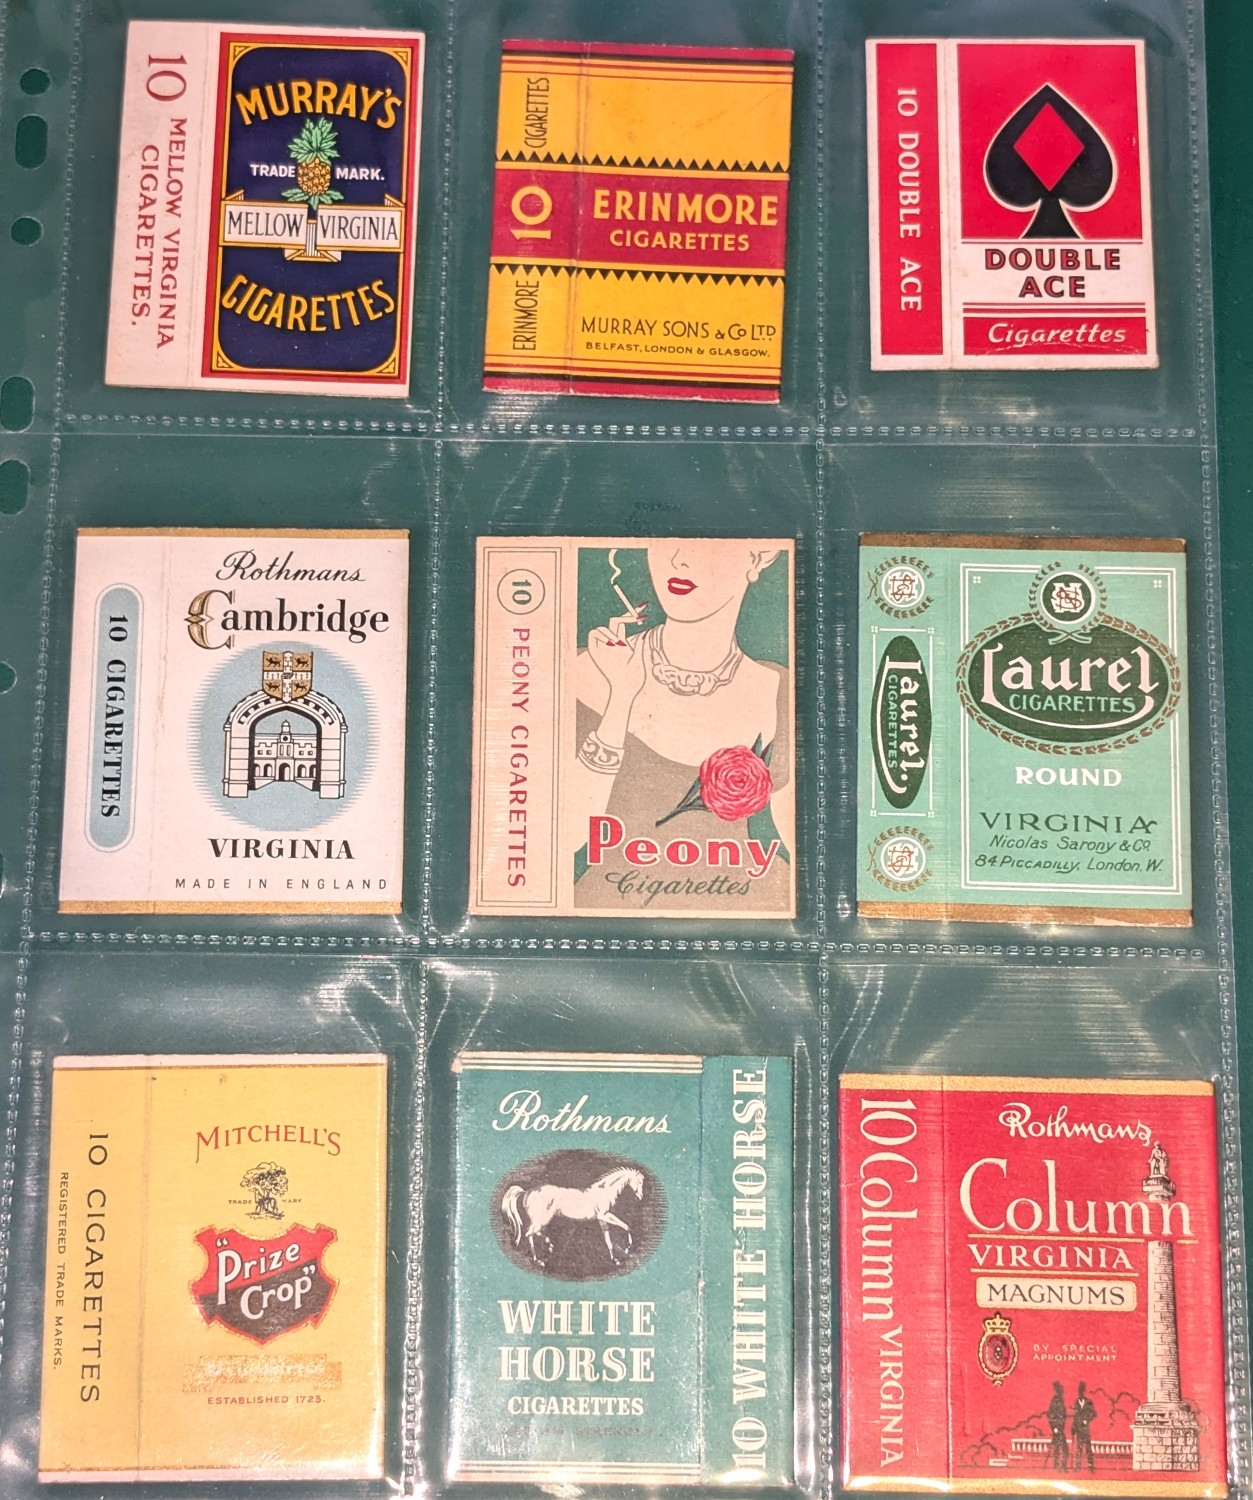 10 MELLOW VIRGINIA
CIGARETTES.
MURRAY'S
TRADE MARK.
MELLOW VIRGINIA
CIGARETTES
CIGARETTES
10
ERINMORE
ERINMORE
CIGARETTES
MURRAY SONS & Co LTD
BELFAST, LONDON & GLASGOW.
10 DOUBLE ACE
DOUBLE
ACE
Cigarettes
10 CIGARETTES
Rothmans
Cambridge
VIRGINIA
MADE IN ENGLAND
10 PEONY CIGARETTES
Peony
Cigarettes
Laurel
CIGARETTES
Laurel
CIGARETTES
ROUND
VIRGINIA
Nicolas Sarony & Co
84 PICCADILLY, London. W.
10 CIGARETTES
REGISTERED TRADE MARKS.
MITCHELL'S
TRADE MARK
"Prize
Crop"
ESTABLISHED 1723.
Rothmans
WHITE
HORSE
CIGARETTES
10 WHITE HORSE
10 Column VIRGINIA
Rothmans
Column
VIRGINIA
MAGNUMS
BY SPECIAL
APPOINTMENT